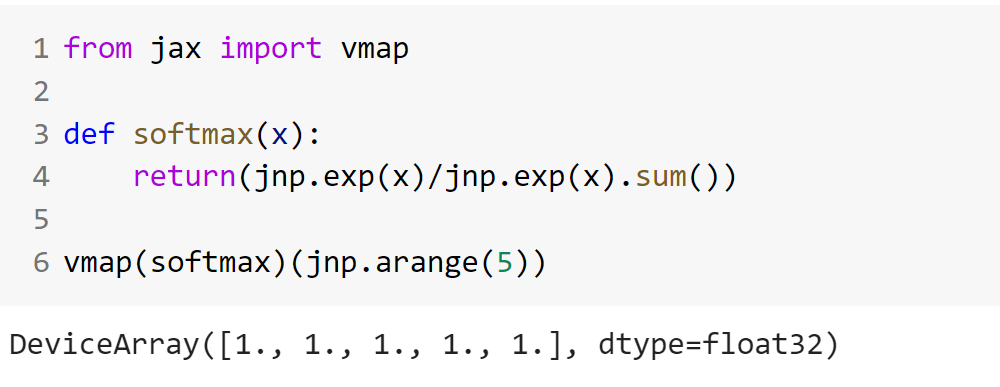 1 from jax import vmap
2
3 def softmax(x):
4     return(jnp.exp(x)/jnp.exp(x).sum())
5
6 vmap(softmax)(jnp.arange(5))
DeviceArray([1., 1., 1., 1., 1.], dtype=float32)